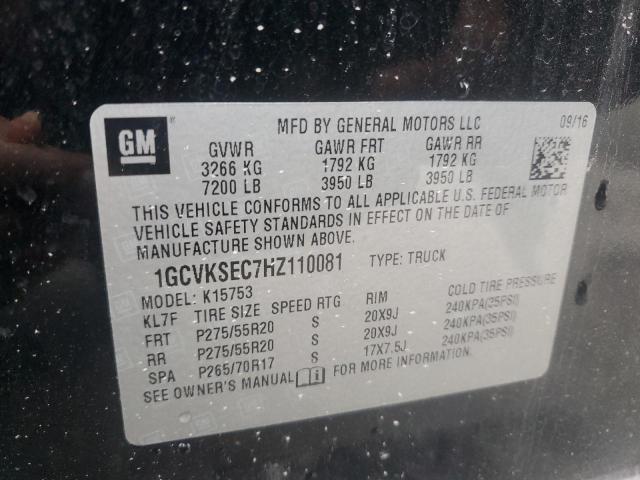 GM
MFD BY GENERAL MOTORS LLC 09/16
GVWR GAWR FRT GAWR RR
3266 KG 1792 KG 1792 KG
7200 LB 3950 LB 3950 LB
THIS VEHICLE CONFORMS TO ALL APPLICABLE U.S. FEDERAL MOTOR
VEHICLE SAFETY STANDARDS IN EFFECT ON THE DATE OF
MANUFACTURE SHOWN ABOVE.
1GCVKSEC7HZ110081 TYPE: TRUCK
MODEL: K15753
KL7F TIRE SIZE SPEED RTG RIM COLD TIRE PRESSURE
FRT P275/55R20 S 20X9J 240KPA(35PSI)
RR P275/55R20 S 20X9J 240KPA(35PSI)
SPA P265/70R17 S 17X7.5J 240KPA(35PSI)
SEE OWNER'S MANUAL FOR MORE INFORMATION.